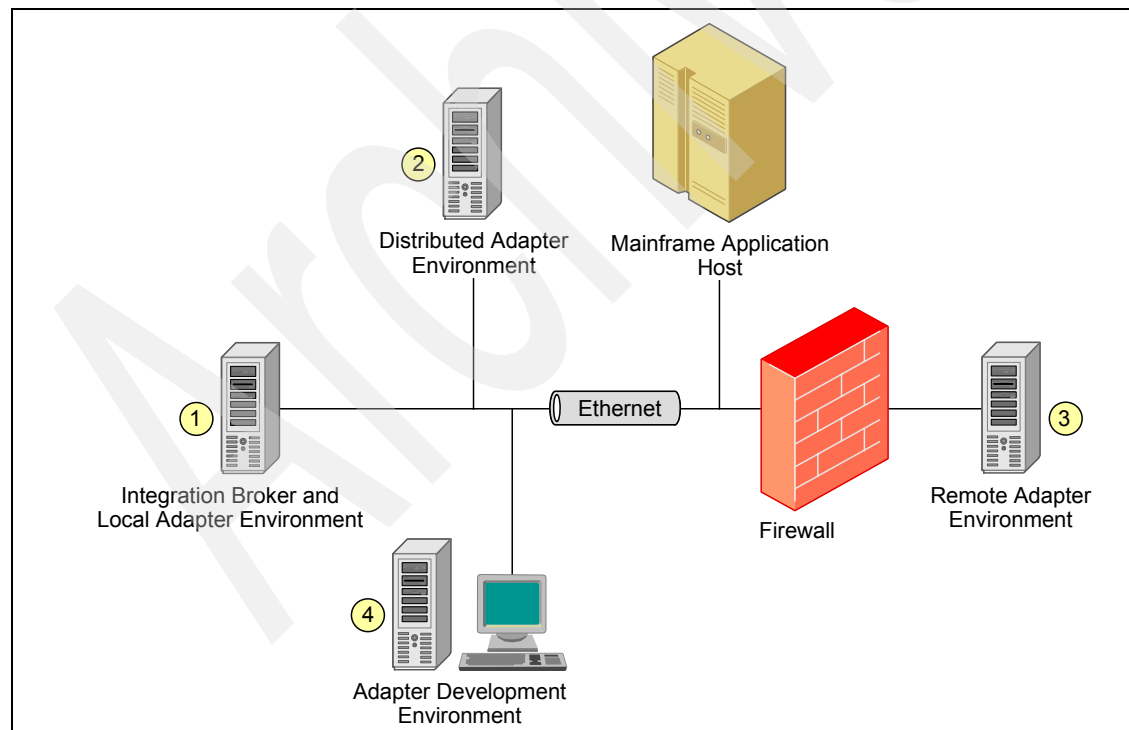 2
Distributed Adapter
Environment
Mainframe Application
Host
1
Integration Broker and
Local Adapter Environment
Ethernet
Firewall
3
Remote Adapter
Environment
4
Adapter Development
Environment